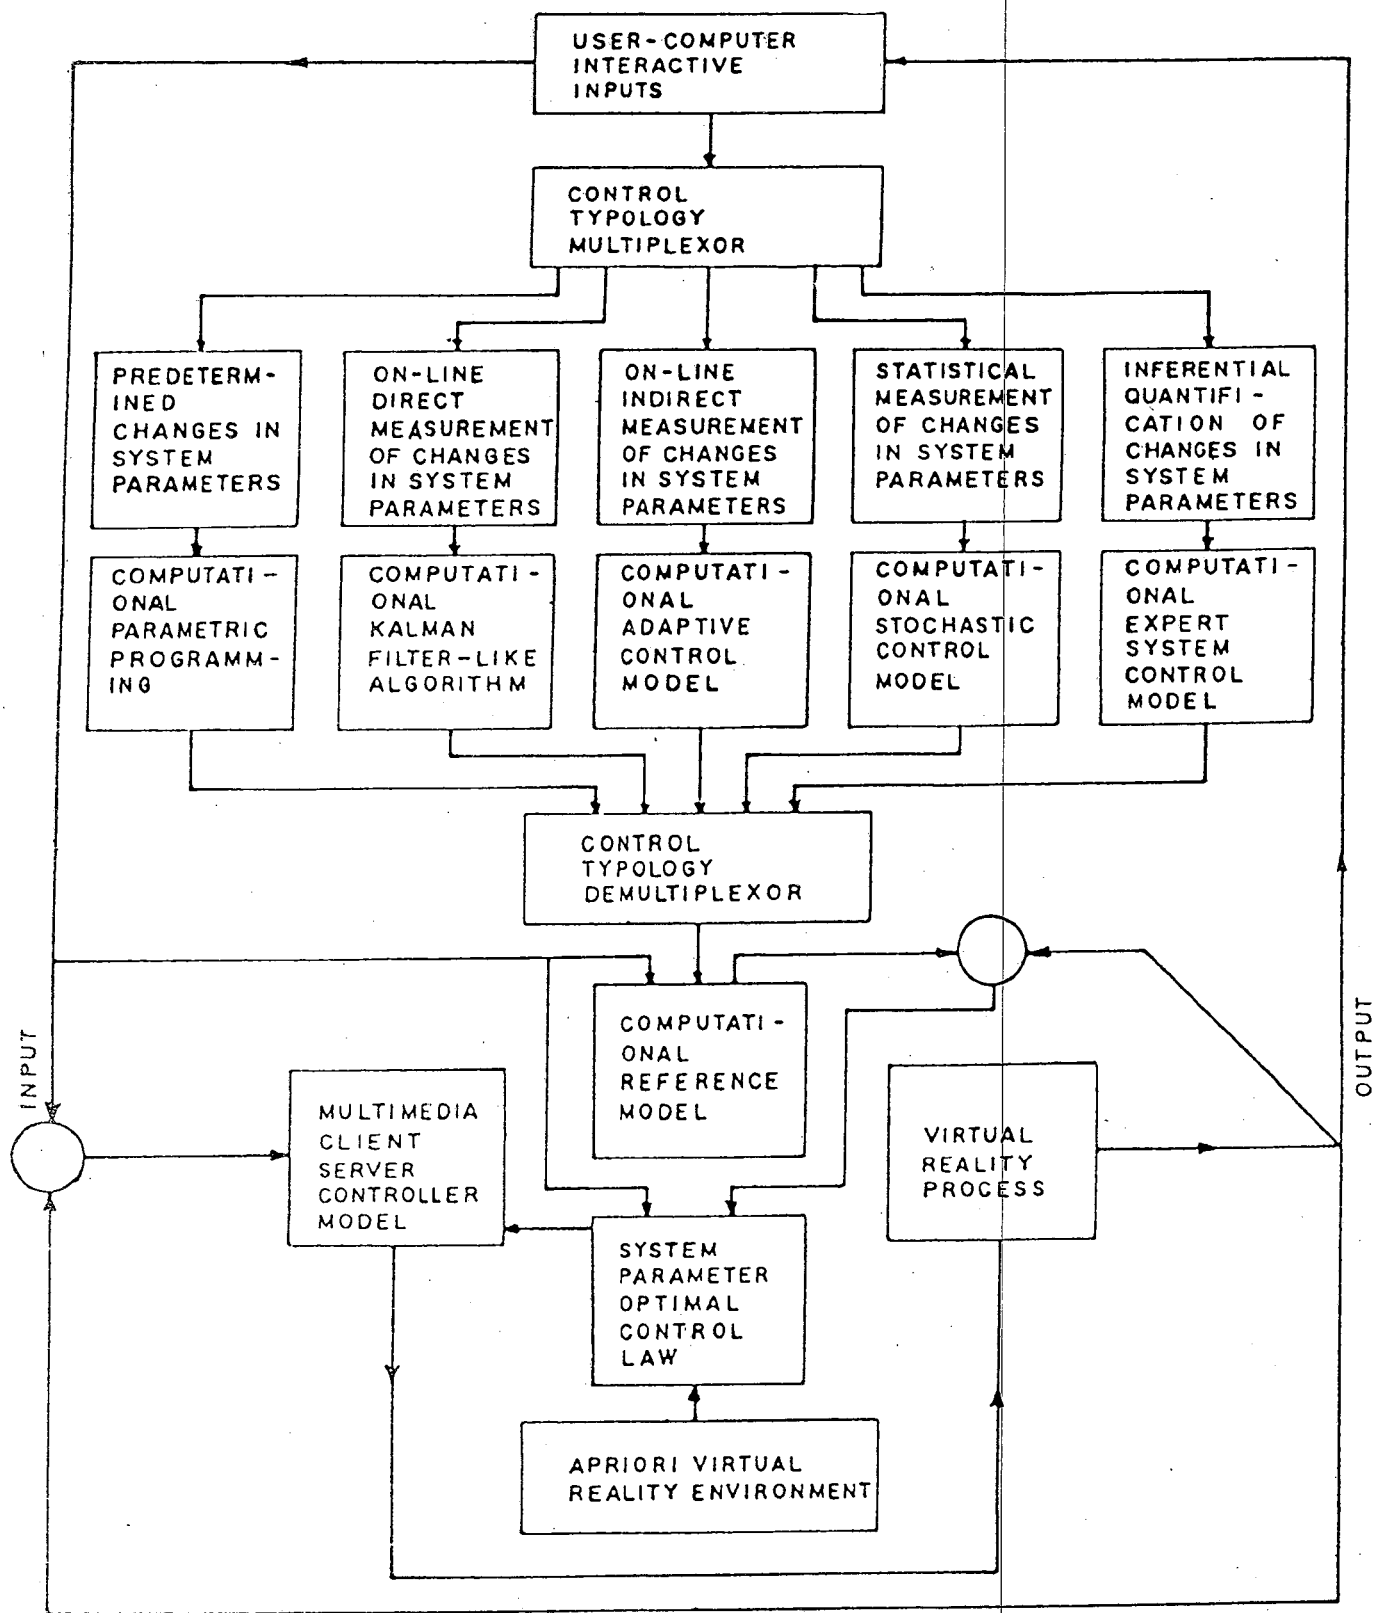 USER-COMPUTER
INTERACTIVE
INPUTS
CONTROL
TYPOLOGY
MULTIPLEXOR
PREDETERM-
INED
CHANGES IN
SYSTEM
PARAMETERS
ON-LINE
DIRECT
MEASUREMENT
OF CHANGES
IN SYSTEM
PARAMETERS
ON-LINE
INDIRECT
MEASUREMENT
OF CHANGES
IN SYSTEM
PARAMETERS
STATISTICAL
MEASUREMENT
OF CHANGES
IN SYSTEM
PARAMETERS
INFERENTIAL
QUANTIFI-
CATION OF
CHANGES IN
SYSTEM
PARAMETERS
COMPUTATI-
ONAL
PARAMETRIC
PROGRAMM-
ING
COMPUTATI-
ONAL
KALMAN
FILTER-LIKE
ALGORITHM
COMPUTATI-
ONAL
ADAPTIVE
CONTROL
MODEL
COMPUTATI-
ONAL
STOCHASTIC
CONTROL
MODEL
COMPUTATI-
ONAL
EXPERT
SYSTEM
CONTROL
MODEL
CONTROL
TYPOLOGY
DEMULTIPLEXOR
INPUT
COMPUTATI-
ONAL
REFERENCE
MODEL
OUTPUT
MULTIMEDIA
CLIENT
SERVER
CONTROLLER
MODEL
VIRTUAL
REALITY
PROCESS
SYSTEM
PARAMETER
OPTIMAL
CONTROL
LAW
APRIORI VIRTUAL
REALITY ENVIRONMENT